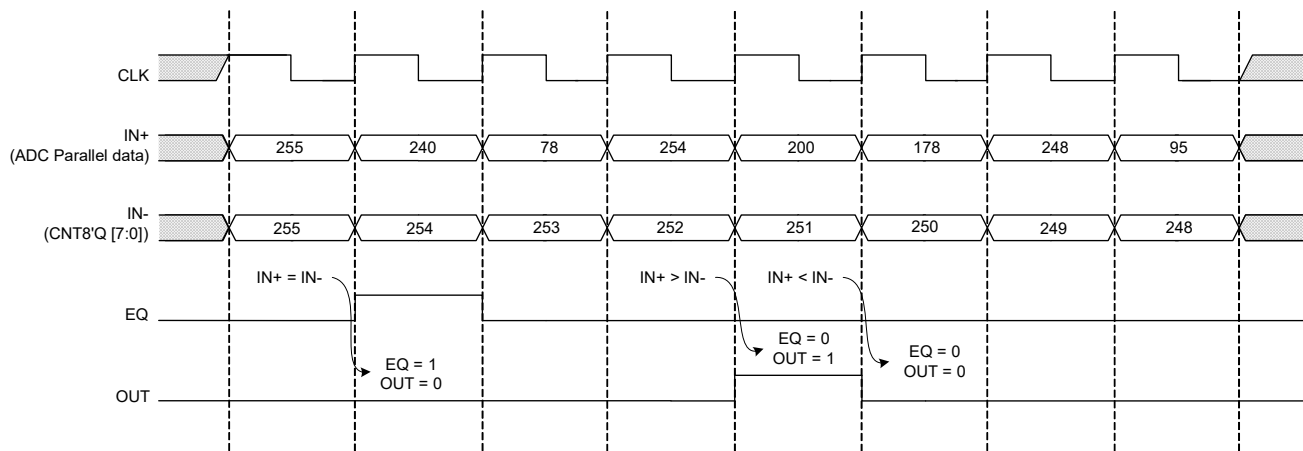 CLK
IN+
(ADC Parallel data)
255 240 78 254 200 178 248 95
IN-
(CNT8'Q [7:0])
255 254 253 252 251 250 249 248
IN+ = IN- IN+ > IN- IN+ < IN-
EQ
EQ = 1
OUT = 0
EQ = 0
OUT = 1
EQ = 0
OUT = 0
OUT